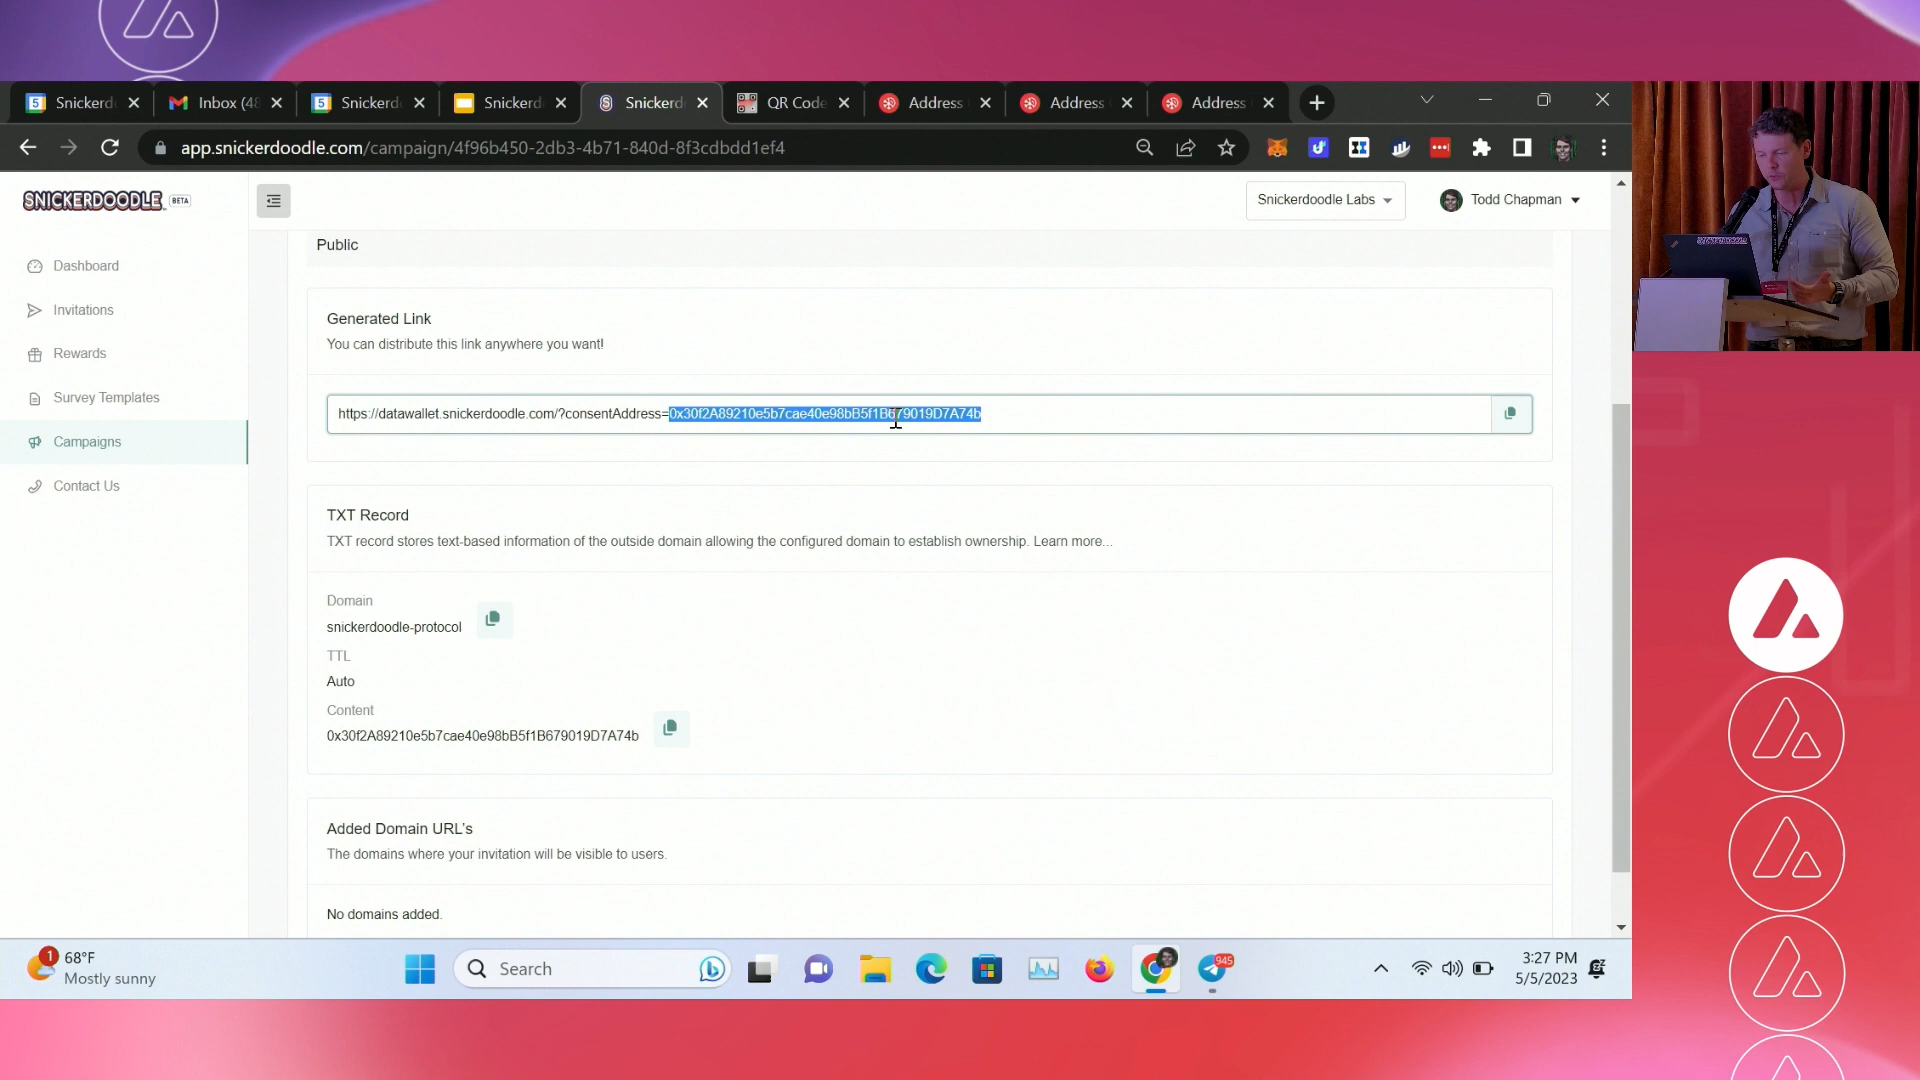 Snickerd
Inbox (48
Snickerd
Snickerd
Snickerd
QR Code
Address
Address
Address
app.snickerdoodle.com/campaign/4f96b450-2db3-4b71-840d-8f3cdbdd1ef4
SNICKERDOODLE BETA
Snickerdoodle Labs
Todd Chapman
Dashboard
Invitations
Rewards
Survey Templates
Campaigns
Contact Us
Public
Generated Link
You can distribute this link anywhere you want!
https://datawallet.snickerdoodle.com/?consentAddress=0x30f2A89210e5b7cae40e98bB5f1B679019D7A74b
TXT Record
TXT record stores text-based information of the outside domain allowing the configured domain to establish ownership. Learn more...
Domain
snickerdoodle-protocol
TTL
Auto
Content
0x30f2A89210e5b7cae40e98bB5f1B679019D7A74b
Added Domain URL's
The domains where your invitation will be visible to users.
No domains added.
1
68°F
Mostly sunny
Search
945
3:27 PM
5/5/2023
SNICKERDOODLE